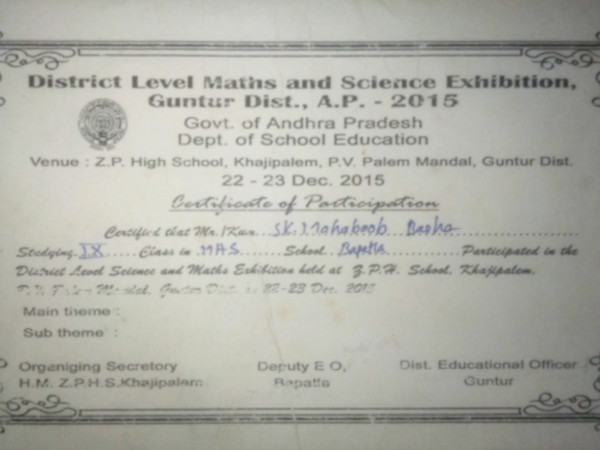 District Level Maths and Science Exhibition,
Guntur Dist., A.P. - 2015
Govt. of Andhra Pradesh
Dept. of School Education
Venue : Z.P. High School, Khajipalem, P.V. Palem Mandal, Guntur Dist.
22 - 23 Dec. 2015
Certificate of Participation
Certified that Mr./Kum. SK. Mahaboob Basha
Studying IX Class in MAS School Bapatla Participated in the
District Level Science and Maths Exhibition held at Z.P.H. School, Khajipalem,
P.V. Palem Mandal, Guntur Dist. 22-23 Dec. 2015
Main theme :
Sub theme :
Organiging Secretory Deputy E O, Dist. Educational Officer
H.M. Z.P.H.S.Khajipalem Bapatla Guntur